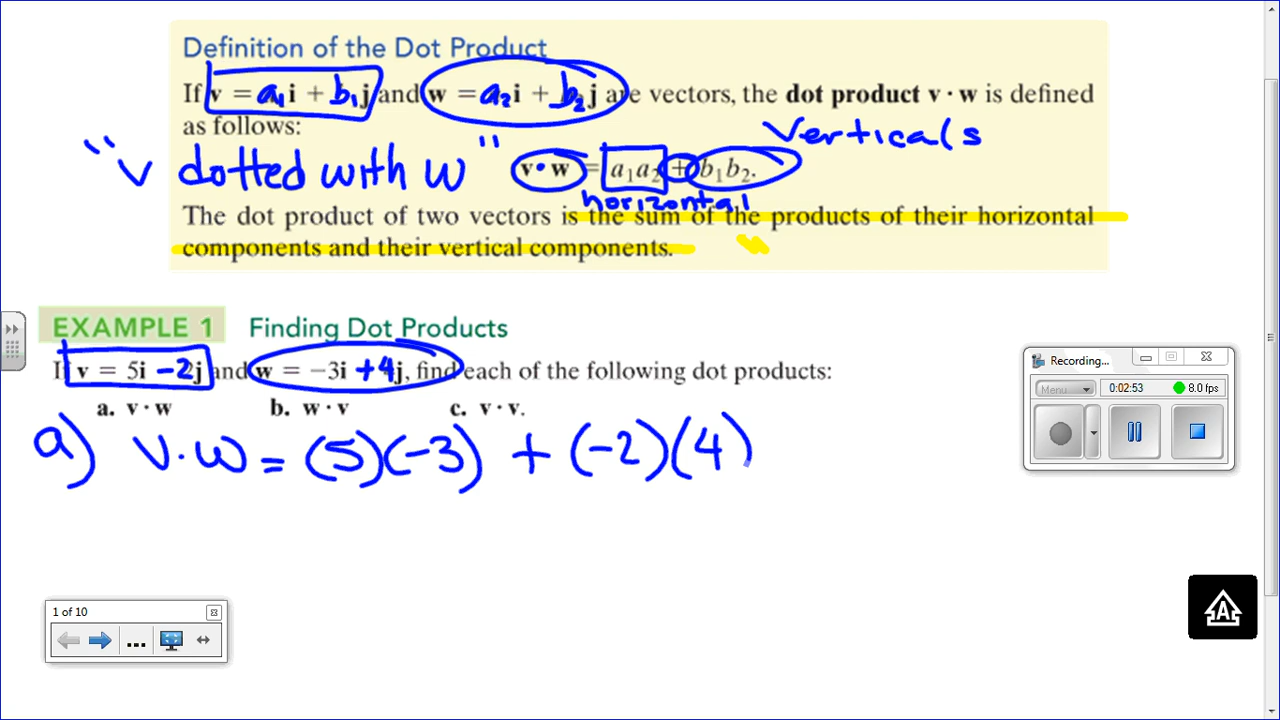 Definition of the Dot Product
If v = a₁i + b₁j and w = a₂i + b₂j are vectors, the dot product v · w is defined
as follows:
Verticals
"v dotted with w" v · w = a₁a₂ + b₁b₂.
horizontal
The dot product of two vectors is the sum of the products of their horizontal
components and their vertical components.
EXAMPLE 1 Finding Dot Products
If v = 5i -2j and w = −3i +4j, find each of the following dot products:
a. v · w b. w · v c. v · v.
a) v·w = (5)(-3) + (-2)(4)
Recording...
Menu 0:02:53 8.0 fps
1 of 10
...
A